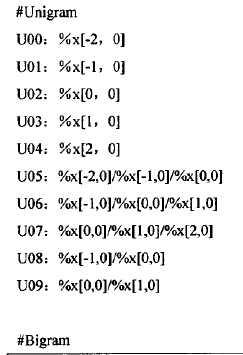 #Unigram
U00：%x[-2，0]
U01：%x[-1，0]
U02：%x[0，0]
U03：%x[1，0]
U04：%x[2，0]
U05：%x[-2,0]/%x[-1,0]/%x[0,0]
U06：%x[-1,0]/%x[0,0]/%x[1,0]
U07：%x[0,0]/%x[1,0]/%x[2,0]
U08：%x[-1,0]/%x[0,0]
U09：%x[0,0]/%x[1,0]
#Bigram